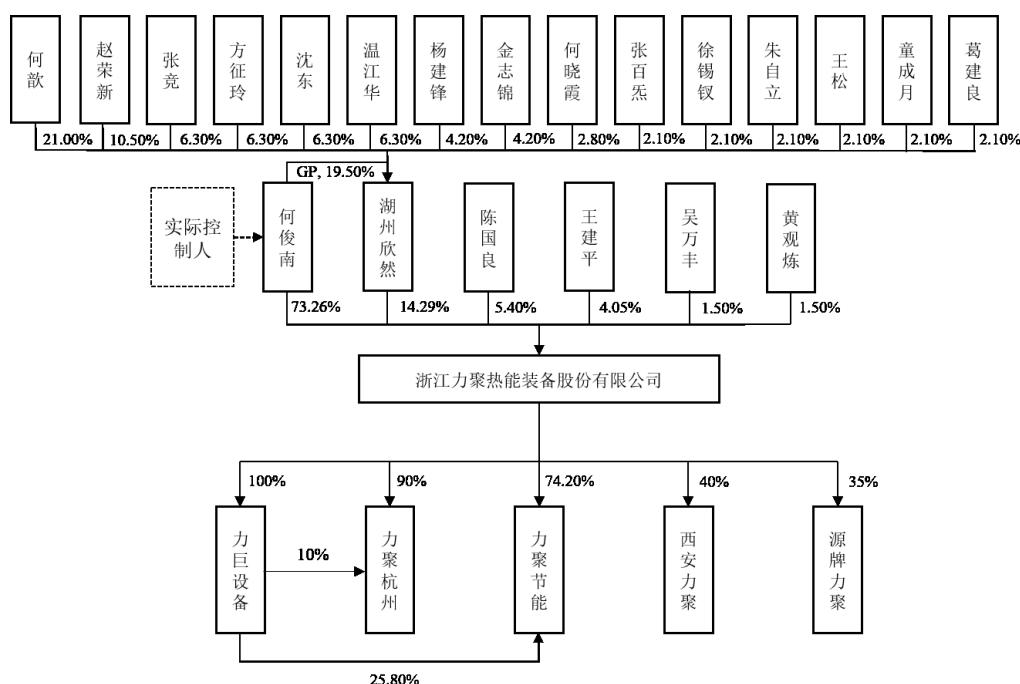 何歆
赵荣新
张竞
方征玲
沈东
温江华
杨建锋
金志锦
何晓霞
张百炁
徐锡钗
朱自立
王松
童成月
葛建良
21.00%
10.50%
6.30%
6.30%
6.30%
6.30%
4.20%
4.20%
2.80%
2.10%
2.10%
2.10%
2.10%
2.10%
2.10%
GP, 19.50%
实际控
制人
何俊南
湖州欣然
陈国良
王建平
吴万丰
黄观炼
73.26%
14.29%
5.40%
4.05%
1.50%
1.50%
浙江力聚热能装备股份有限公司
100%
90%
74.20%
40%
35%
力巨设备
10%
力聚杭州
力聚节能
西安力聚
源牌力聚
25.80%